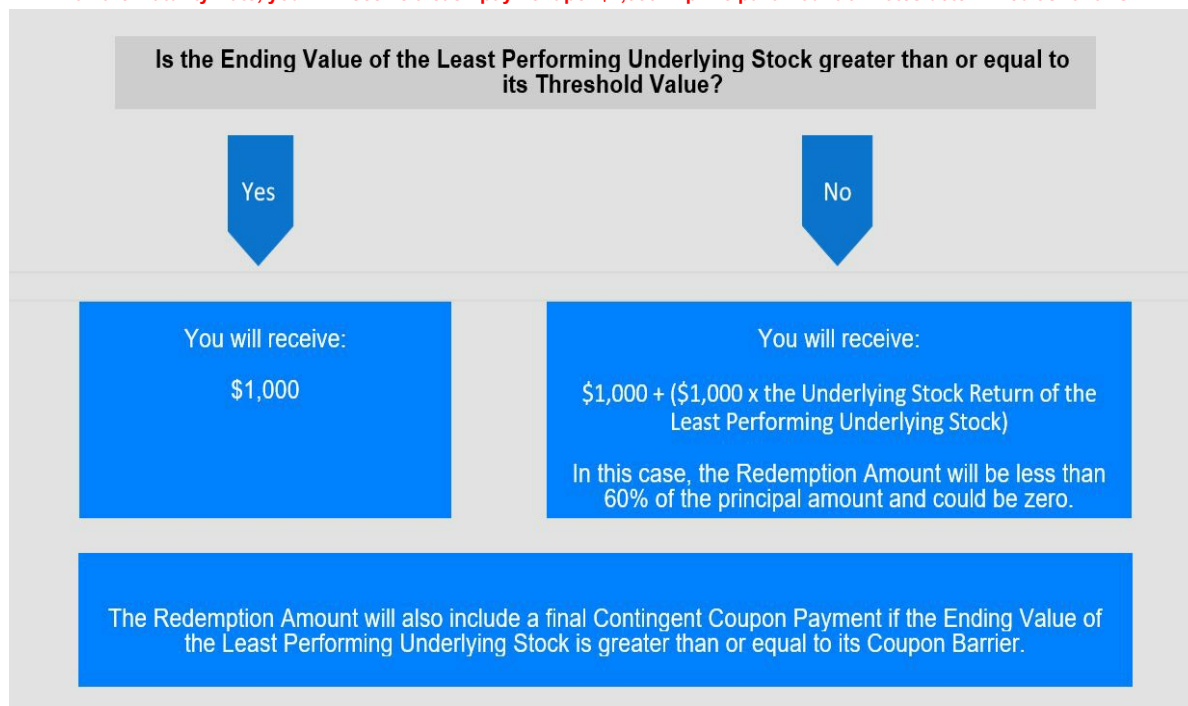 Is the Ending Value of the Least Performing Underlying Stock greater than or equal to
its Threshold Value?
Yes
No
You will receive:
$1,000
You will receive:
$1,000 + ($1,000 x the Underlying Stock Return of the
Least Performing Underlying Stock)
In this case, the Redemption Amount will be less than
60% of the principal amount and could be zero.
The Redemption Amount will also include a final Contingent Coupon Payment if the Ending Value of
the Least Performing Underlying Stock is greater than or equal to its Coupon Barrier.